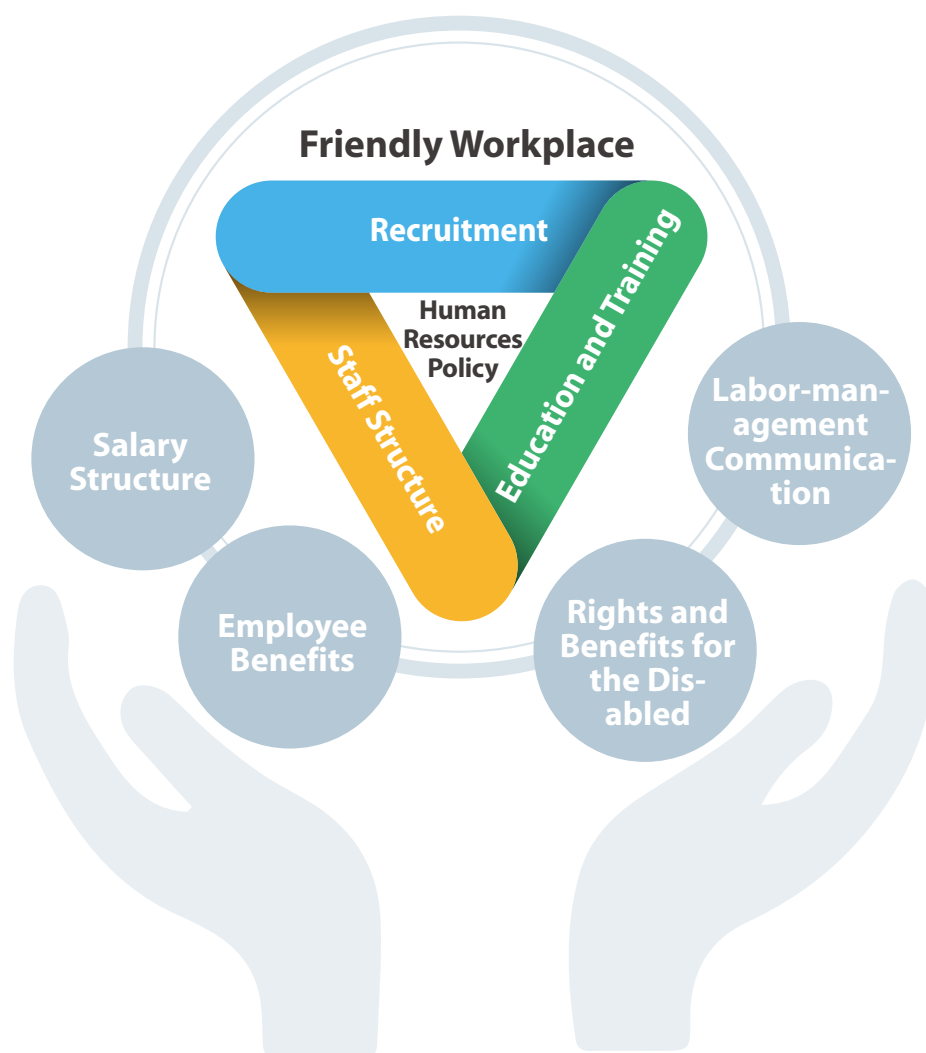 Friendly Workplace
Recruitment
Education and Training
Staff Structure
Human
Resources
Policy
Salary
Structure
Employee
Benefits
Rights and
Benefits for
the Dis-
abled
Labor-man-
agement
Communica-
tion